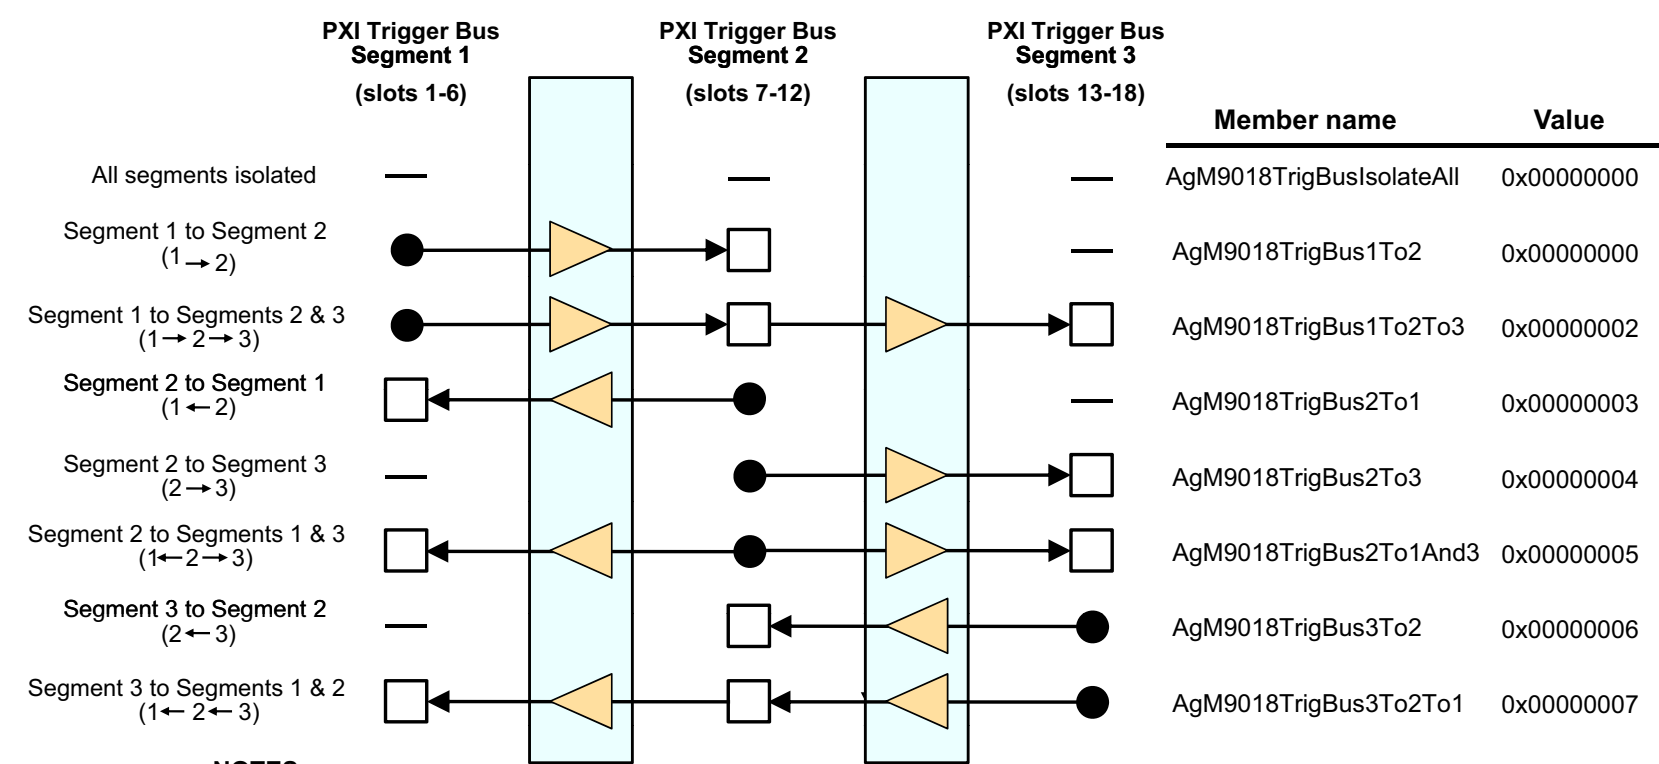 PXI Trigger Bus PXI Trigger Bus PXI Trigger Bus
Segment 1 Segment 2 Segment 3
(slots 1-6) (slots 7-12) (slots 13-18)
Member name Value
All segments isolated AgM9018TrigBusIsolateAll 0x00000000
Segment 1 to Segment 2
(1 → 2) AgM9018TrigBus1To2 0x00000000
Segment 1 to Segments 2 & 3
(1 → 2 → 3) AgM9018TrigBus1To2To3 0x00000002
Segment 2 to Segment 1
(1 ← 2) AgM9018TrigBus2To1 0x00000003
Segment 2 to Segment 3
(2 → 3) AgM9018TrigBus2To3 0x00000004
Segment 2 to Segments 1 & 3
(1 ← 2 → 3) AgM9018TrigBus2To1And3 0x00000005
Segment 3 to Segment 2
(2 ← 3) AgM9018TrigBus3To2 0x00000006
Segment 3 to Segments 1 & 2
(1 ← 2 ← 3) AgM9018TrigBus3To2To1 0x00000007